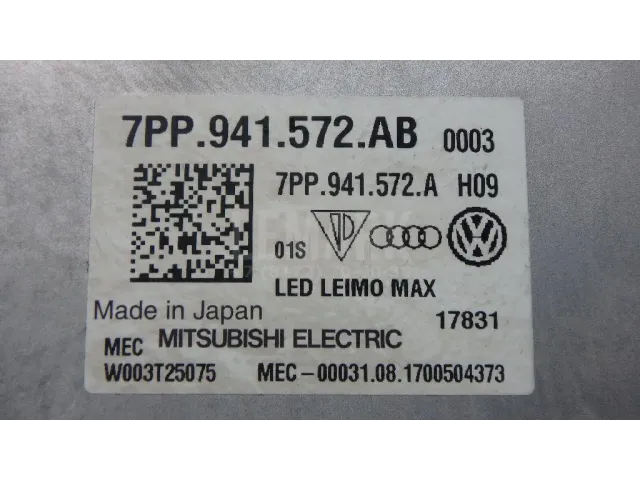 7PP.941.572.AB 0003
7PP.941.572.A H09
01S
LED LEIMO MAX
Made in Japan 17831
MEC MITSUBISHI ELECTRIC
W003T25075 MEC-00031.08.1700504373